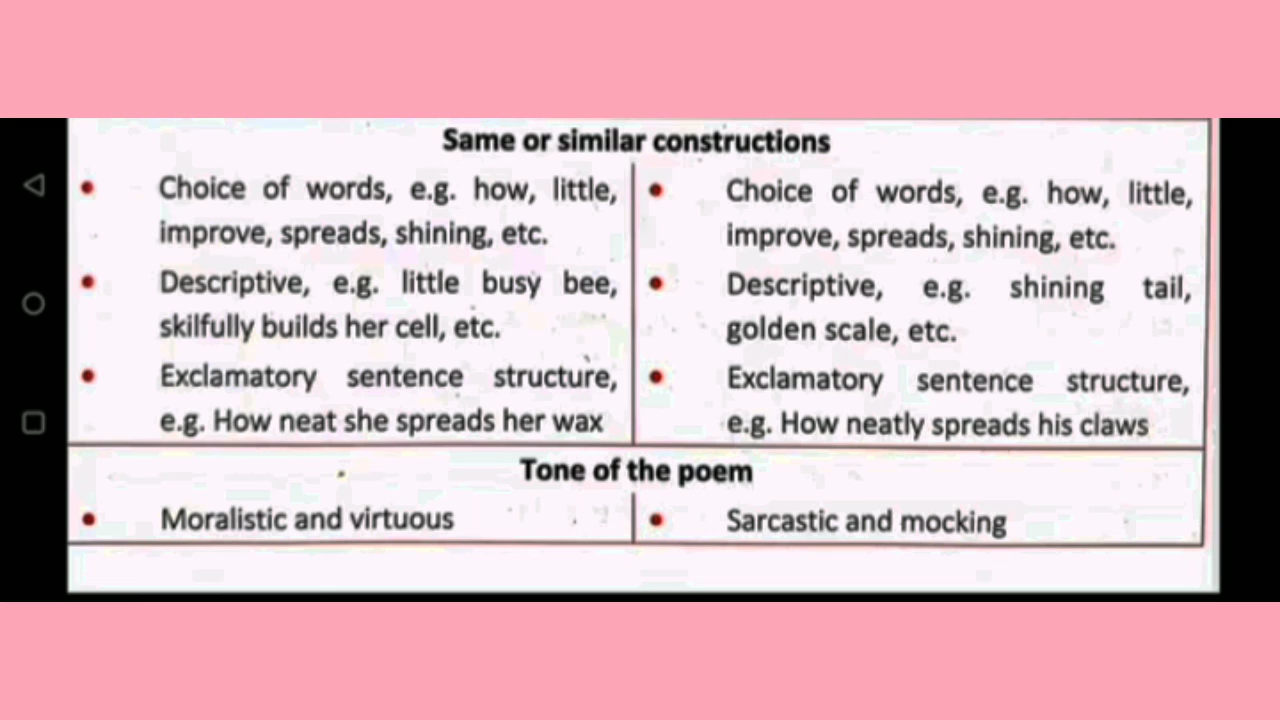 Same or similar constructions
• Choice of words, e.g. how, little,
improve, spreads, shining, etc.
• Descriptive, e.g. little busy bee,
skilfully builds her cell, etc.
• Exclamatory sentence structure,
e.g. How neat she spreads her wax
• Choice of words, e.g. how, little,
improve, spreads, shining, etc.
• Descriptive, e.g. shining tail,
golden scale, etc.
• Exclamatory sentence structure,
e.g. How neatly spreads his claws
Tone of the poem
• Moralistic and virtuous
• Sarcastic and mocking